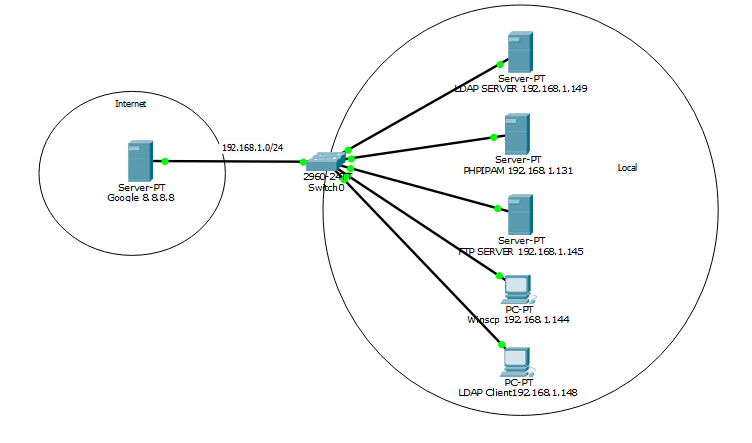 Internet
Server-PT
Google 8.8.8.8
192.168.1.0/24
2960-24TT
Switch0
Server-PT
LDAP SERVER 192.168.1.149
Server-PT
PHPIPAM 192.168.1.131
Local
Server-PT
FTP SERVER 192.168.1.145
PC-PT
Winscp 192.168.1.144
PC-PT
LDAP Client192.168.1.148